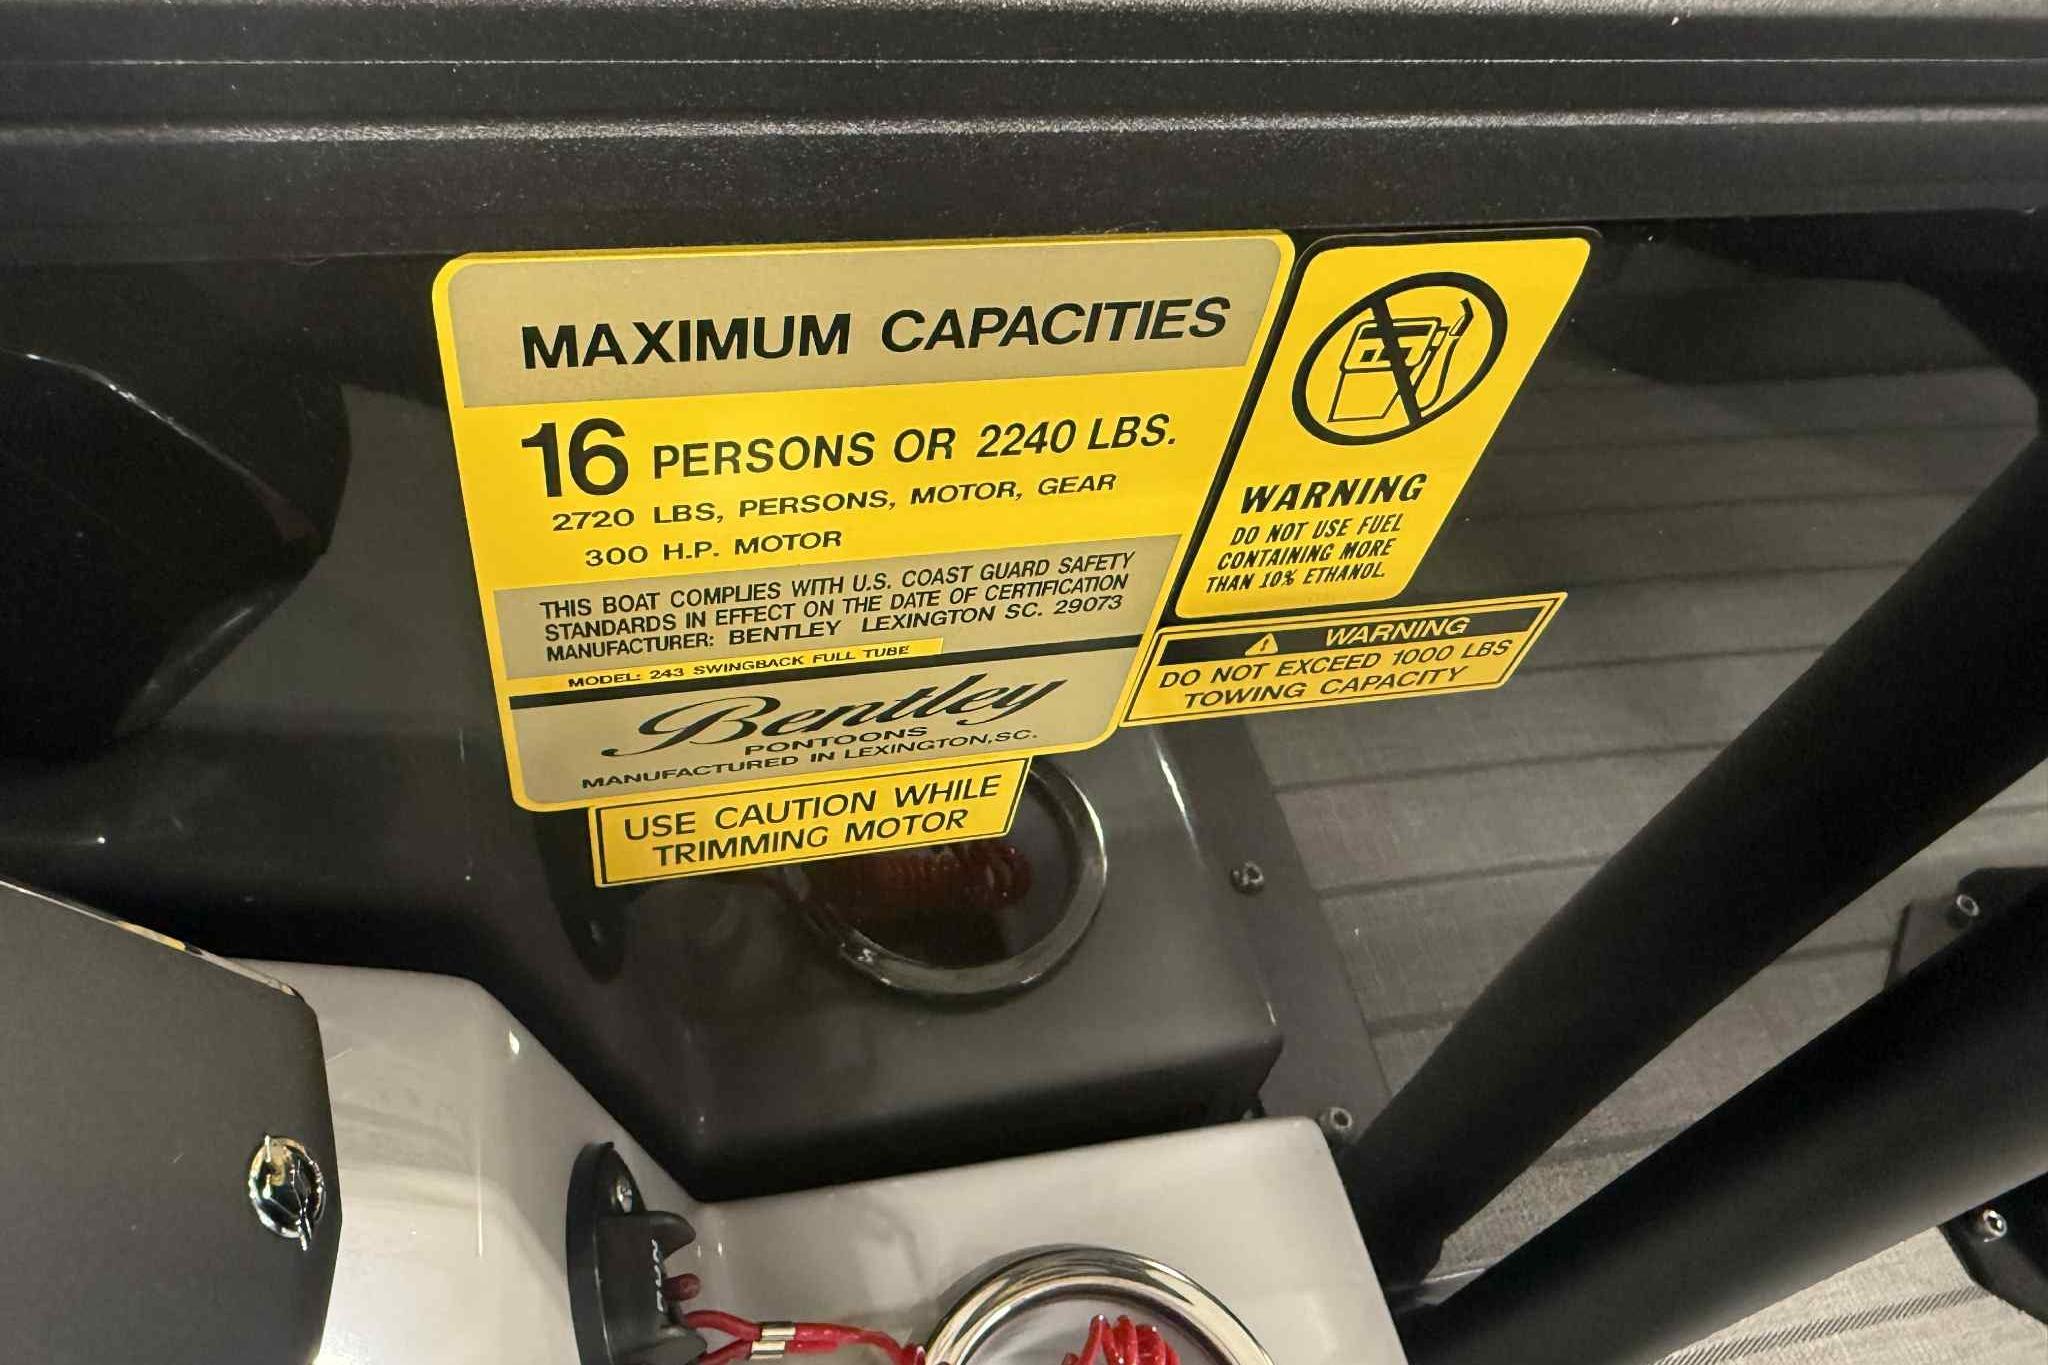 MAXIMUM CAPACITIES
16 PERSONS OR 2240 LBS.
2720 LBS, PERSONS, MOTOR, GEAR
300 H.P. MOTOR
THIS BOAT COMPLIES WITH U.S. COAST GUARD SAFETY
STANDARDS IN EFFECT ON THE DATE OF CERTIFICATION
MANUFACTURER: BENTLEY LEXINGTON SC. 29073
MODEL: 243 SWINGBACK FULL TUBE
Bentley
PONTOONS
MANUFACTURED IN LEXINGTON, SC.
USE CAUTION WHILE
TRIMMING MOTOR
WARNING
DO NOT USE FUEL
CONTAINING MORE
THAN 10% ETHANOL.
WARNING
DO NOT EXCEED 1000 LBS
TOWING CAPACITY